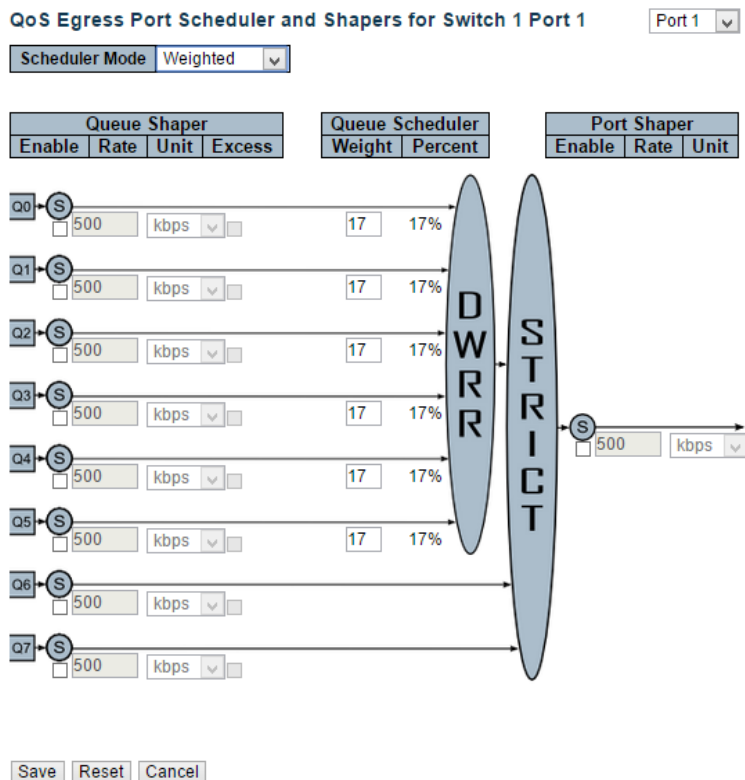 QoS Egress Port Scheduler and Shapers for Switch 1 Port 1 Port 1
Scheduler Mode Weighted
Queue Shaper Queue Scheduler Port Shaper
Enable Rate Unit Excess Weight Percent Enable Rate Unit
Q0 S 500 kbps 17 17%
Q1 S 500 kbps 17 17%
Q2 S 500 kbps 17 17%
Q3 S 500 kbps 17 17%
Q4 S 500 kbps 17 17%
Q5 S 500 kbps 17 17%
Q6 S 500 kbps
Q7 S 500 kbps
DWRR
STRICT
S 500 kbps
Save Reset Cancel